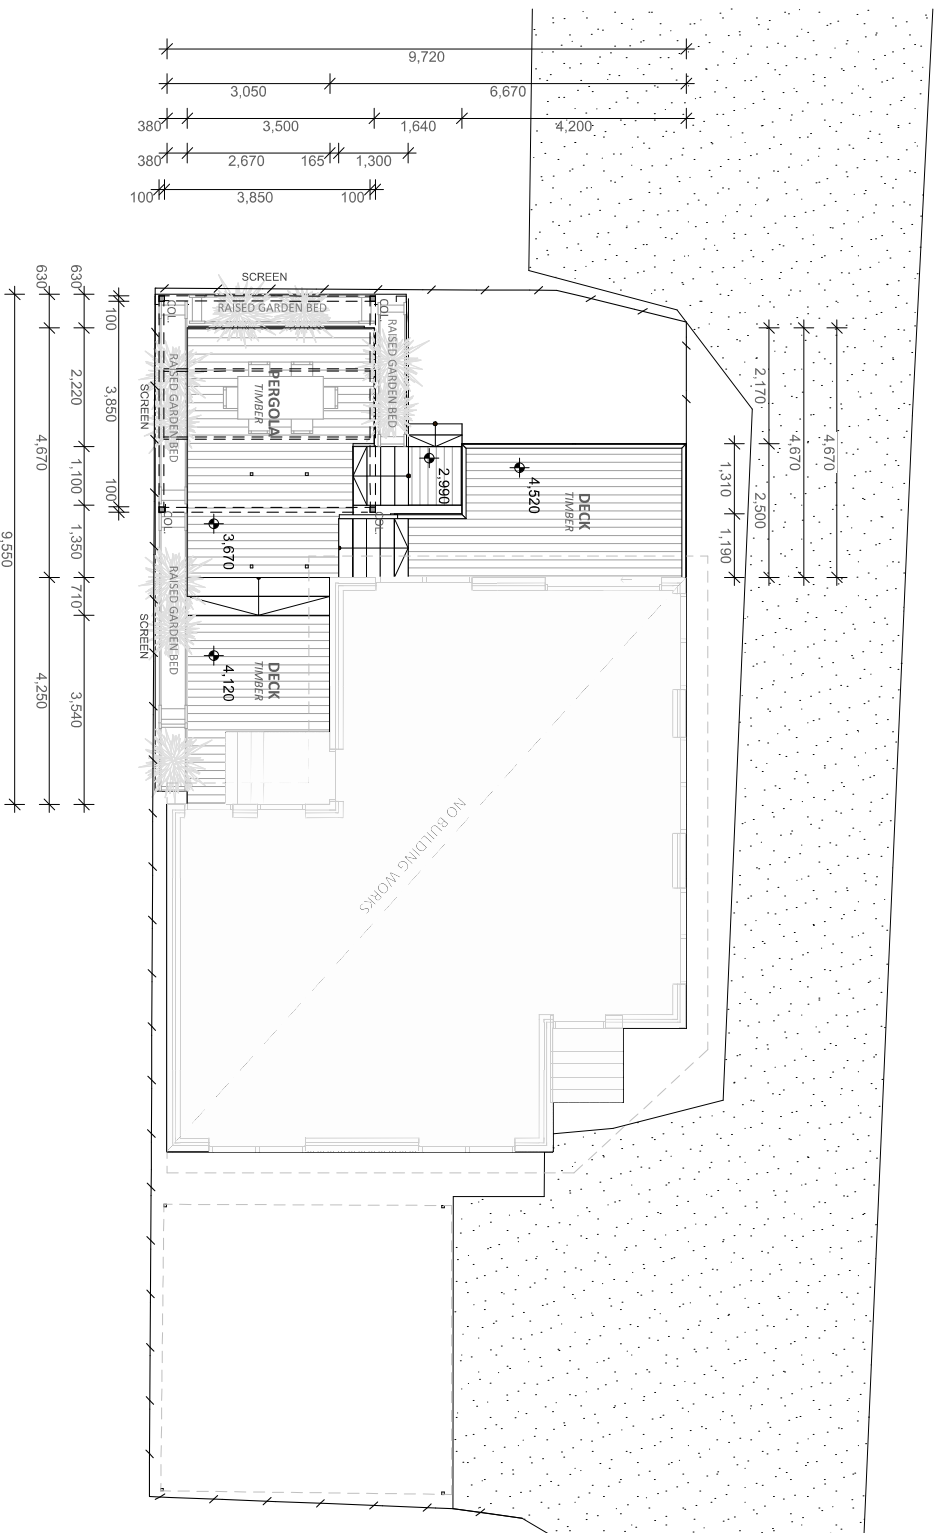 9,720
3,050
6,670
380
3,500
1,640
4,200
380
2,670
165
1,300
100
3,850
100
SCREEN
630
630
100
COL.
RAISED GARDEN BED
COL.
RAISED GARDEN BED
RAISED GARDEN BED
SCREEN
PERGOLA
TIMBER
2,220
3,850
4,670
1,100
100
2,170
4,670
4,670
1,310
2,500
1,190
2,990
4,520
DECK
TIMBER
COL.
COL.
3,670
9,550
1,350
710
RAISED GARDEN BED
SCREEN
4,120
DECK
TIMBER
4,250
3,540
NO BUILDING WORKS